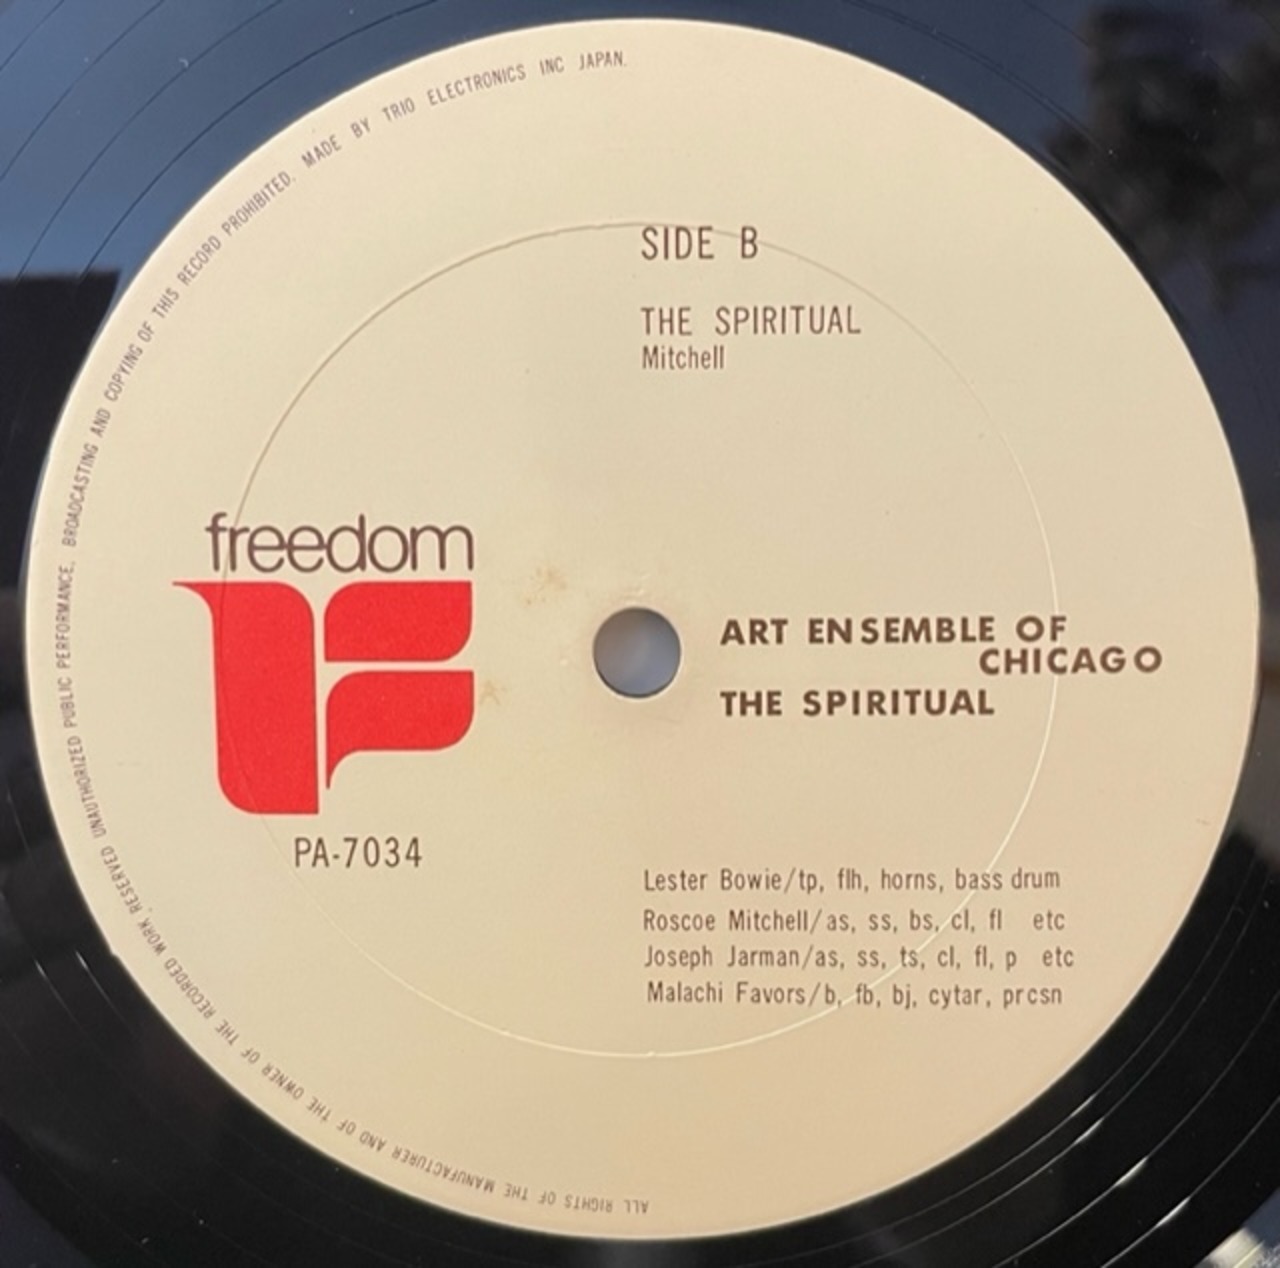 SIDE B
THE SPIRITUAL
Mitchell
freedom
ART ENSEMBLE OF
CHICAGO
THE SPIRITUAL
PA-7034
Lester Bowie/tp, flh, horns, bass drum
Roscoe Mitchell/as, ss, bs, cl, fl etc
Joseph Jarman/as, ss, ts, cl, fl, p etc
Malachi Favors/b, fb, bj, cytar, prcsn
ALL RIGHTS OF THE MANUFACTURER AND OF THE OWNER OF THE RECORDED WORK RESERVED UNAUTHORIZED PUBLIC PERFORMANCE, BROADCASTING AND COPYING OF THIS RECORD PROHIBITED. MADE BY TRIO ELECTRONICS INC JAPAN.